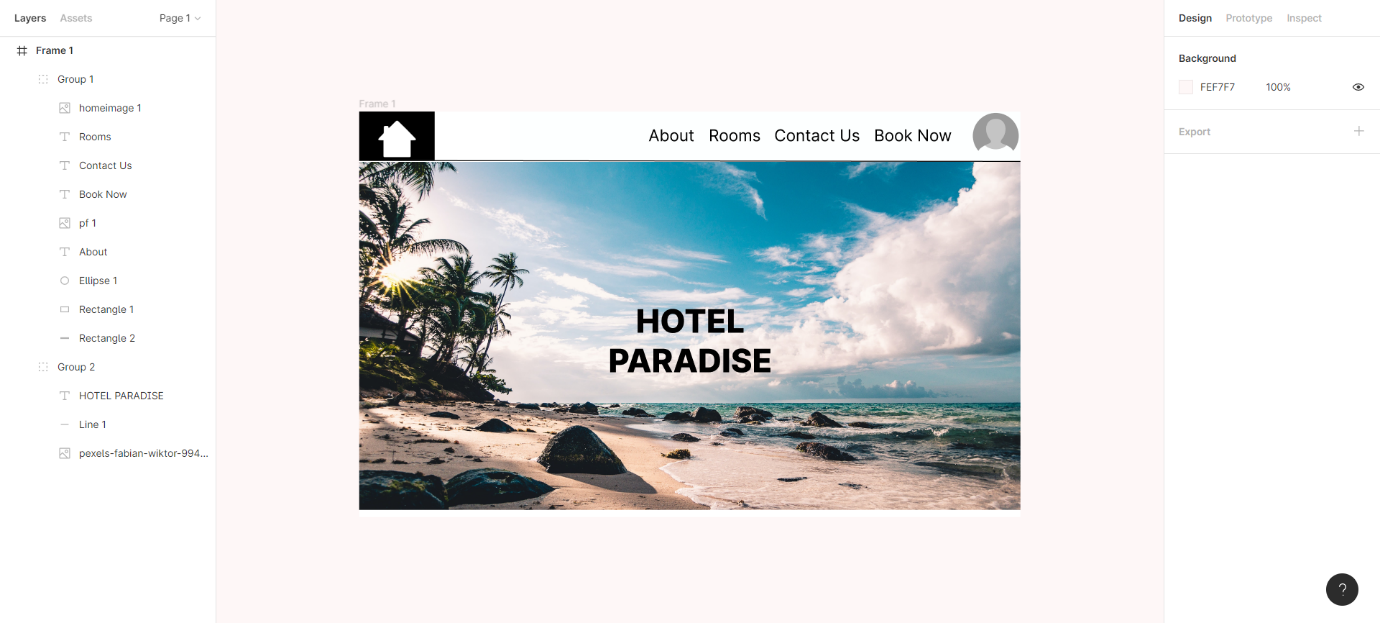 Layers Assets Page 1
Frame 1
Group 1
homeimage 1
Rooms
Contact Us
Book Now
pf 1
About
Ellipse 1
Rectangle 1
Rectangle 2
Group 2
HOTEL PARADISE
Line 1
pexels-fabian-wiktor-994...
Frame 1
About Rooms Contact Us Book Now
HOTEL
PARADISE
Design Prototype Inspect
Background
FEF7F7 100%
Export
?